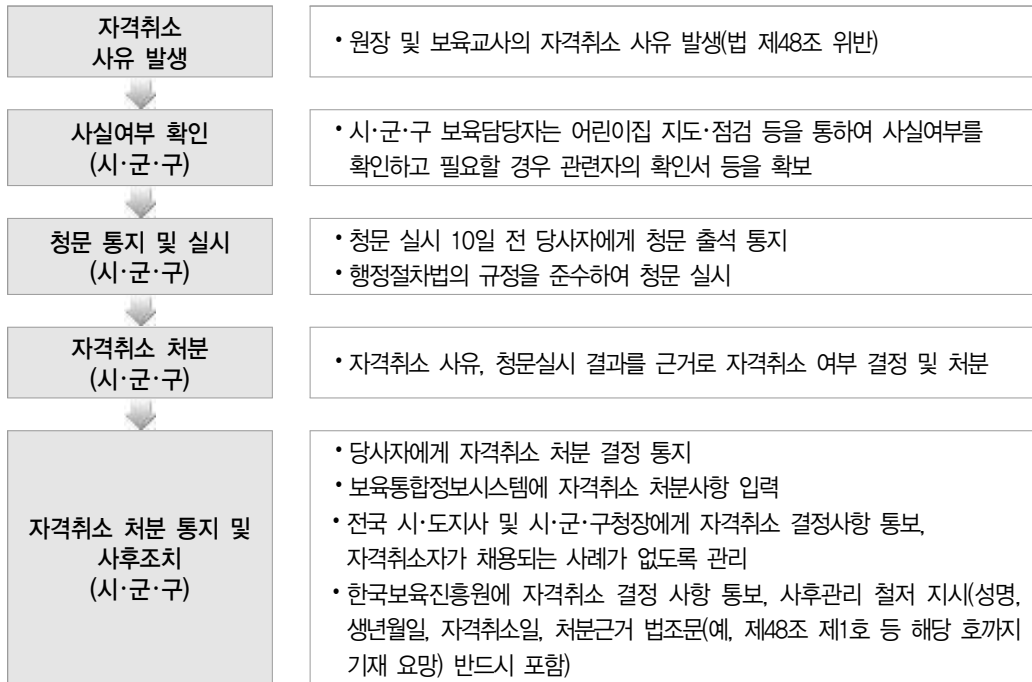 자격취소
사유 발생
• 원장 및 보육교사의 자격취소 사유 발생(법 제48조 위반)
사실여부 확인
(시·군·구)
• 시·군·구 보육담당자는 어린이집 지도·점검 등을 통하여 사실여부를
확인하고 필요할 경우 관련자의 확인서 등을 확보
청문 통지 및 실시
(시·군·구)
• 청문 실시 10일 전 당사자에게 청문 출석 통지
• 행정절차법의 규정을 준수하여 청문 실시
자격취소 처분
(시·군·구)
• 자격취소 사유, 청문실시 결과를 근거로 자격취소 여부 결정 및 처분
자격취소 처분 통지 및
사후조치
(시·군·구)
• 당사자에게 자격취소 처분 결정 통지
• 보육통합정보시스템에 자격취소 처분사항 입력
• 전국 시·도지사 및 시·군·구청장에게 자격취소 결정사항 통보,
자격취소자가 채용되는 사례가 없도록 관리
• 한국보육진흥원에 자격취소 결정 사항 통보, 사후관리 철저 지시(성명,
생년월일, 자격취소일, 처분근거 법조문(예, 제48조 제1호 등 해당 호까지
기재 요망) 반드시 포함)